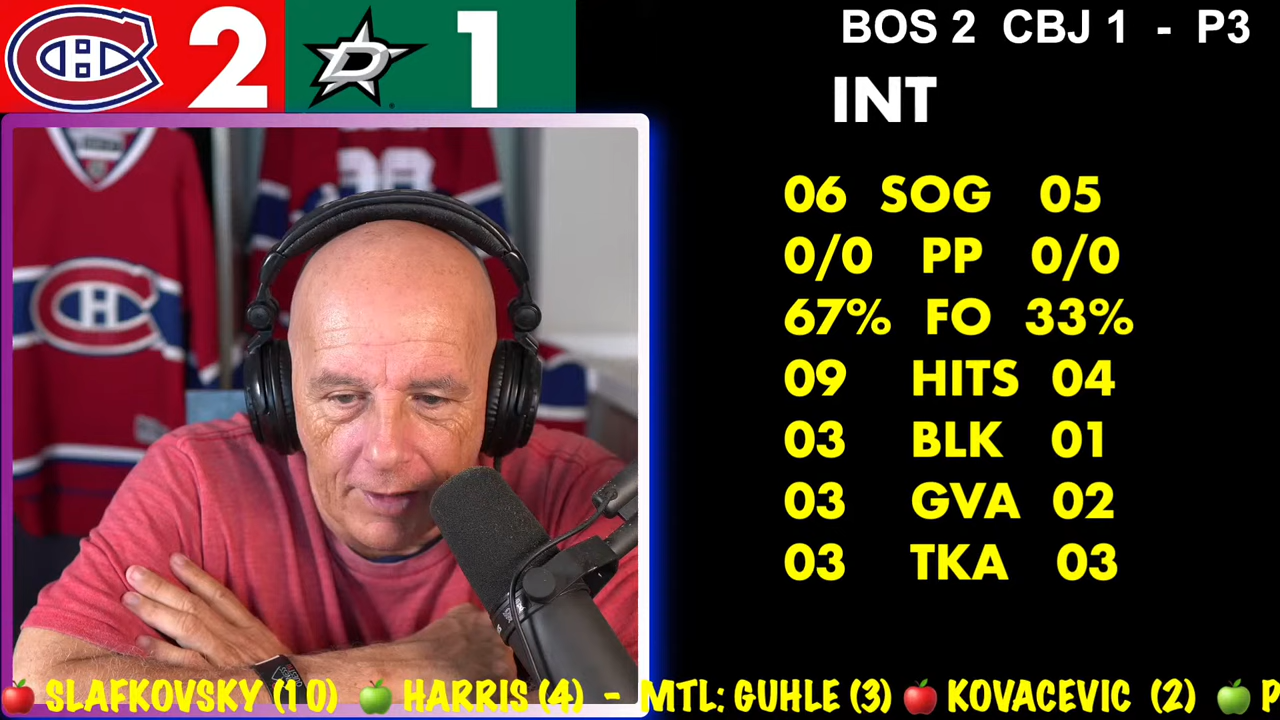 2 1 BOS 2 CBJ 1 - P3
INT
06 SOG 05
0/0 PP 0/0
67% FO 33%
09 HITS 04
03 BLK 01
03 GVA 02
03 TKA 03
SLAFKOVSKY (10) HARRIS (4) - MTL: GUHLE (3) KOVACEVIC (2) P